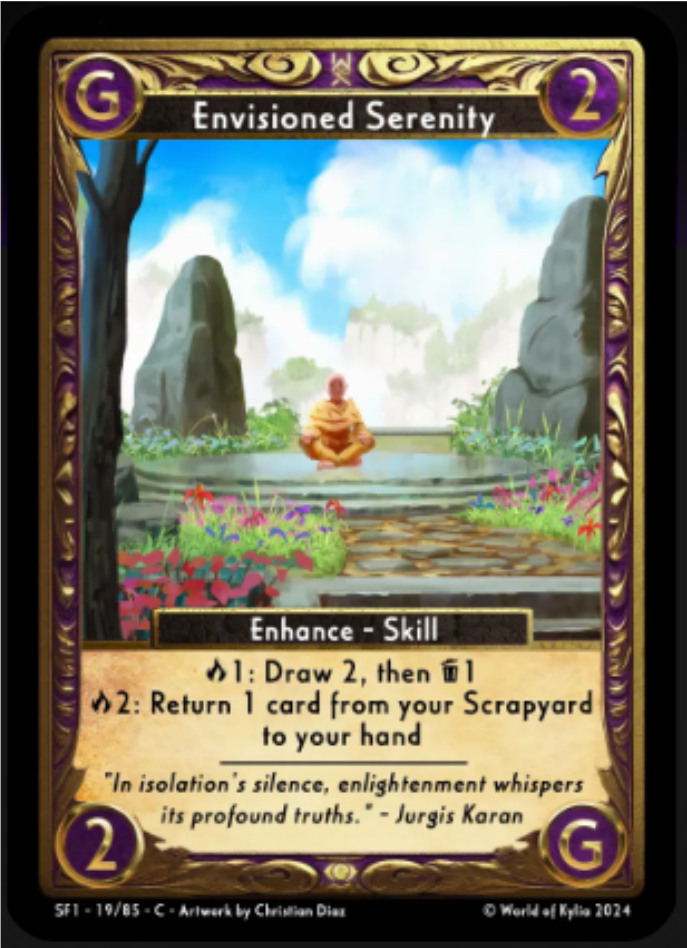 G
2
Envisioned Serenity
Enhance - Skill
1: Draw 2, then 1
2: Return 1 card from your Scrapyard
to your hand
"In isolation's silence, enlightenment whispers
its profound truths." - Jurgis Karan
2
G
SF1 - 19/85 - C - Artwork by Christian Diaz
© World of Kylia 2024